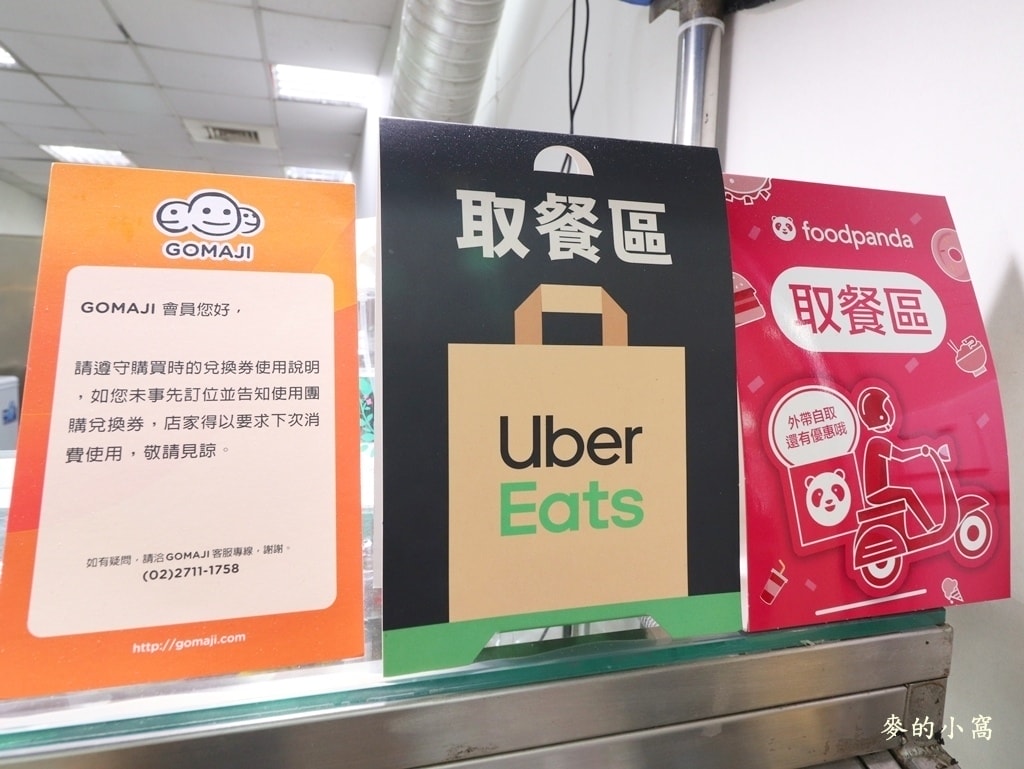 GOMAJI
GOMAJI 會員您好,
請遵守購買時的兌換券使用說明
,如您未事先訂位並告知使用團
購兌換券,店家得以要求下次消
費使用,敬請見諒。
如有疑問,請洽GOMAJI客服專線,謝謝。
(02)2711-1758
http://gomaji.com
取餐區
Uber
Eats
foodpanda
取餐區
外帶自取
還有優惠哦
麥的小窩